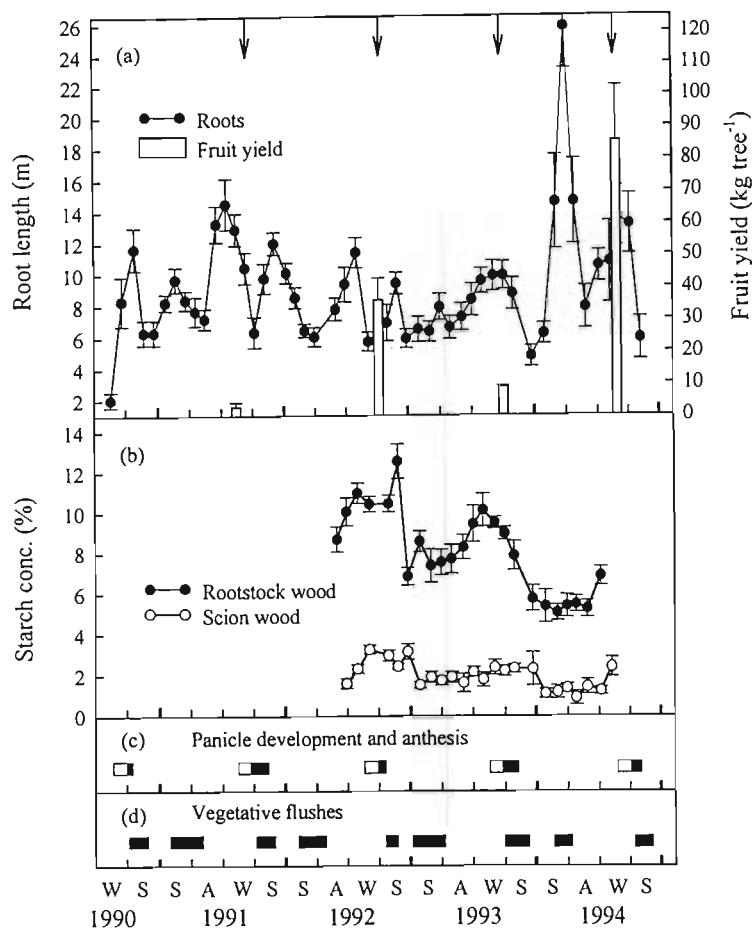 (a)
Roots
Fruit yield
Root length (m)
26
24
22
20
18
16
14
12
10
8
6
4
2
Fruit yield (kg tree-1)
120
110
100
90
80
70
60
50
40
30
20
10
0
(b)
Rootstock wood
Scion wood
Starch conc. (%)
14
12
10
8
6
4
2
0
(c) Panicle development and anthesis
(d) Vegetative flushes
W S S A W S S A W S S A W S S A W S
1990 1991 1992 1993 1994